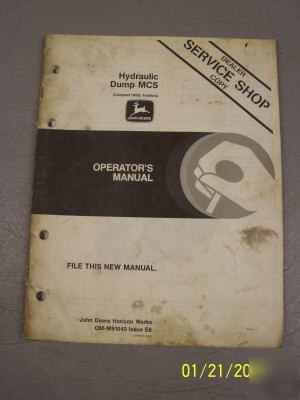 Hydraulic
Dump MCS
(Compact Utility Tractors)
JOHN DEERE
DEALER
SERVICE SHOP
COPY
OPERATOR'S
MANUAL
FILE THIS NEW MANUAL.
John Deere Horicon Works
OM-M91040 Issue E6
01/21/20